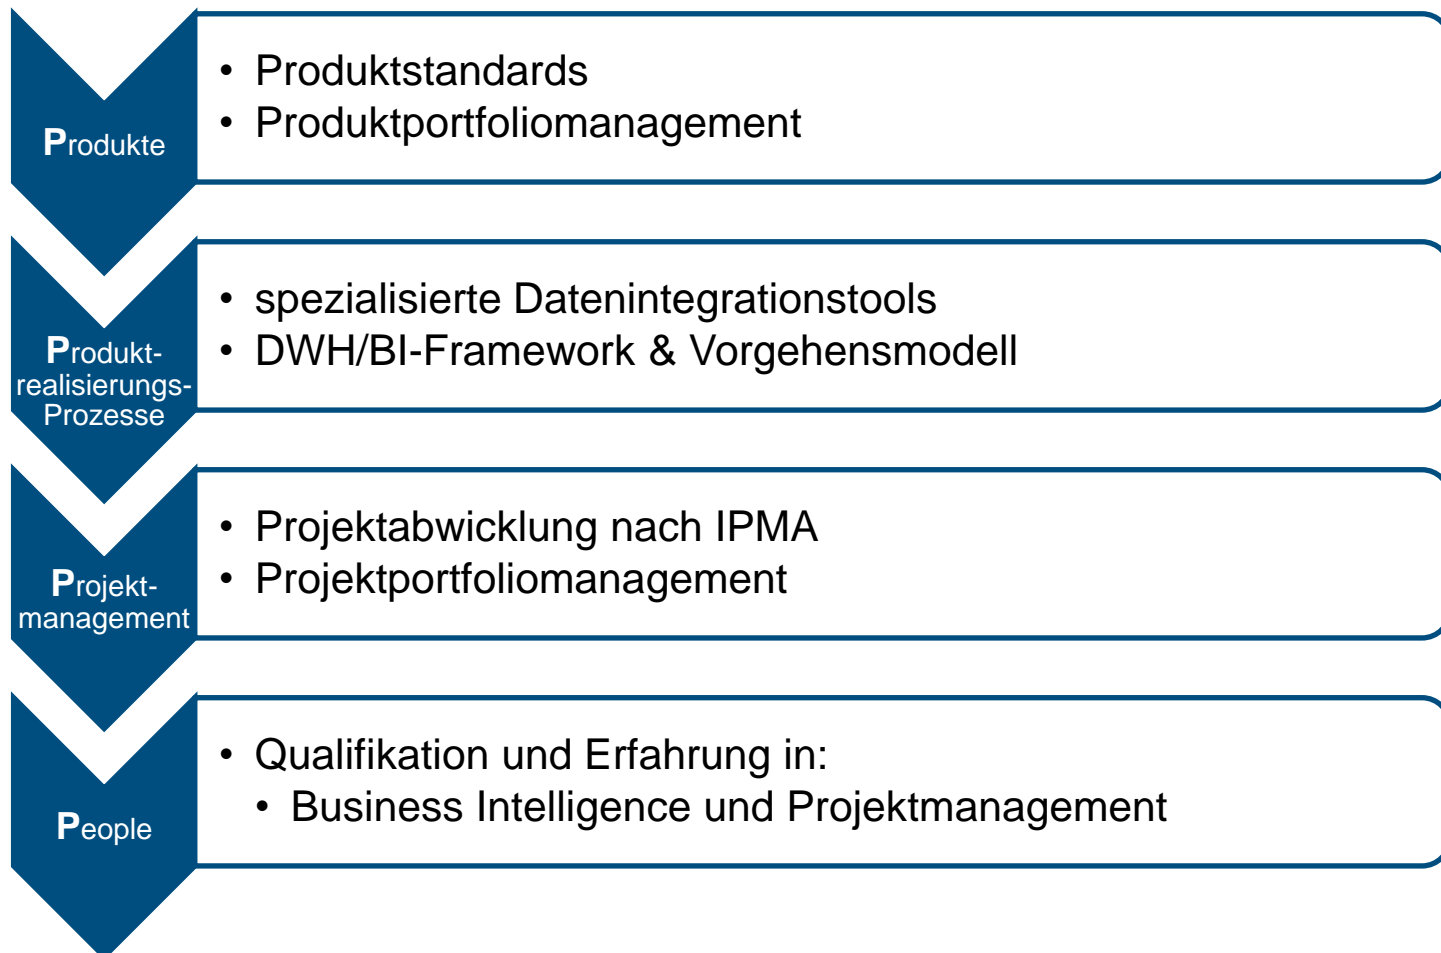 Produkte
• Produktstandards
• Produktportfoliomanagement
Produkt-
realisierungs-
Prozesse
• spezialisierte Datenintegrationstools
• DWH/BI-Framework & Vorgehensmodell
Projekt-
management
• Projektabwicklung nach IPMA
• Projektportfoliomanagement
People
• Qualifikation und Erfahrung in:
• Business Intelligence und Projektmanagement